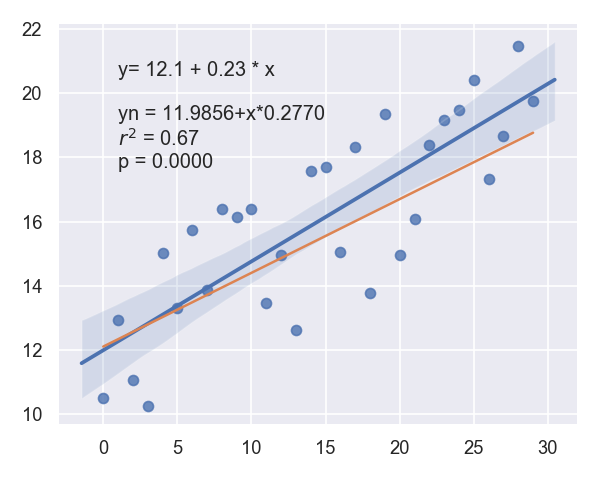 22
20
18
16
14
12
10
y= 12.1 + 0.23 * x
yn = 11.9856+x*0.2770
r² = 0.67
p = 0.0000
0 5 10 15 20 25 30